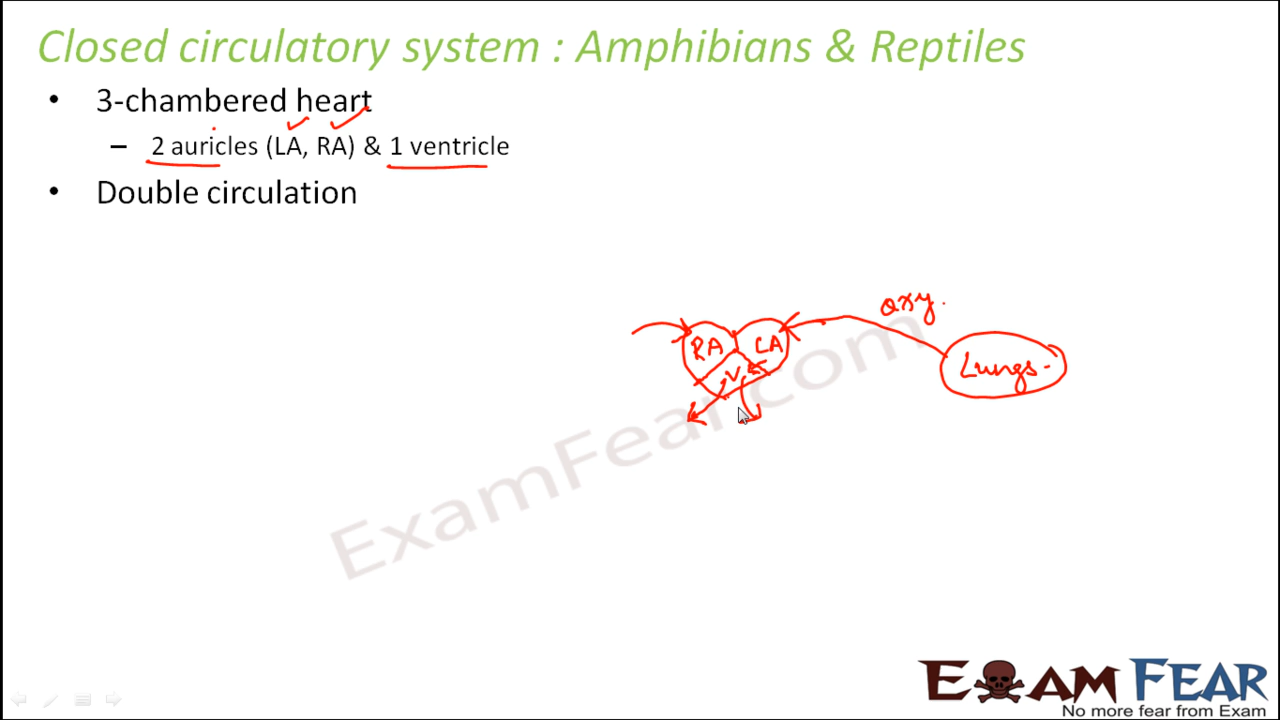 Closed circulatory system : Amphibians & Reptiles
• 3-chambered heart
– 2 auricles (LA, RA) & 1 ventricle
• Double circulation
oxy.
RA LA
V
Lungs
ExamFear.com
EXAM FEAR
No more fear from Exam